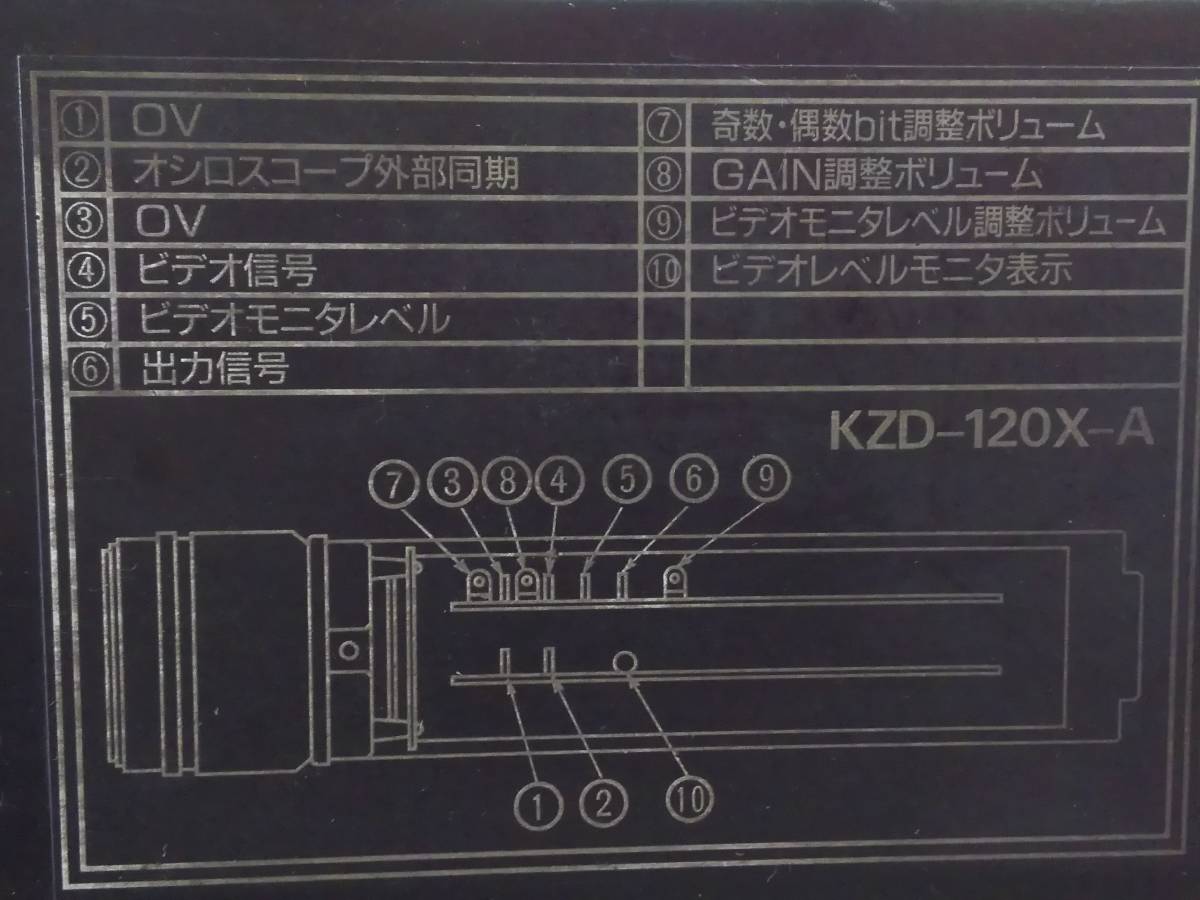 ① OV
② オシロスコープ外部同期
③ OV
④ ビデオ信号
⑤ ビデオモニタレベル
⑥ 出力信号
⑦ 奇数・偶数bit調整ボリューム
⑧ GAIN調整ボリューム
⑨ ビデオモニタレベル調整ボリューム
⑩ ビデオレベルモニタ表示
KZD-120X-A
⑦ ③ ⑧ ④ ⑤ ⑥ ⑨
① ② ⑩